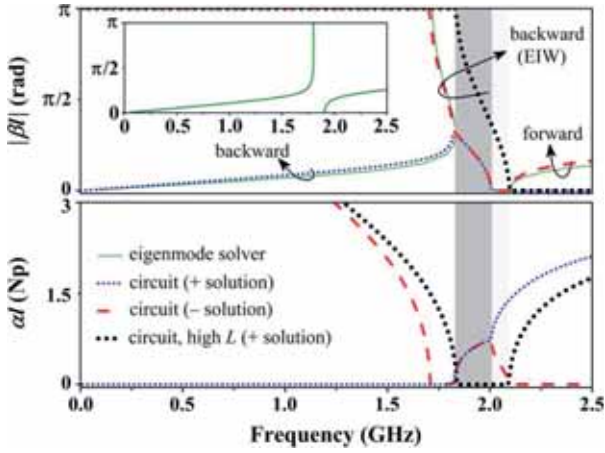 π
π
π/2
0
0
0.5
1.0
1.5
2.0
2.5
backward
backward
(EIW)
forward
π/2
0
|βl| (rad)
3
1.5
0
αl (Np)
eigenmode solver
circuit (+ solution)
circuit (– solution)
circuit, high L (+ solution)
0.0
0.5
1.0
1.5
2.0
2.5
Frequency (GHz)